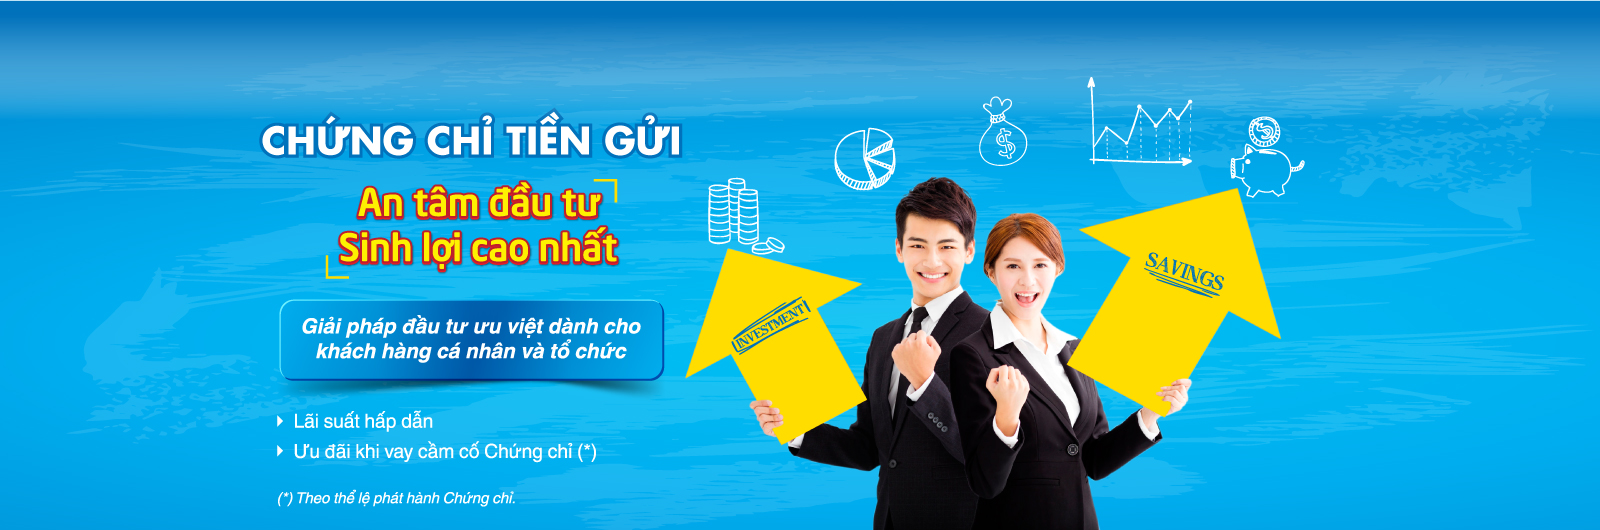 CHỨNG CHỈ TIỀN GỬI
An tâm đầu tư
Sinh lợi cao nhất
Giải pháp đầu tư ưu việt dành cho
khách hàng cá nhân và tổ chức
Lãi suất hấp dẫn
Ưu đãi khi vay cầm cố Chứng chỉ (*)
(*) Theo thể lệ phát hành Chứng chỉ.
INVESTMENT
SAVINGS
$